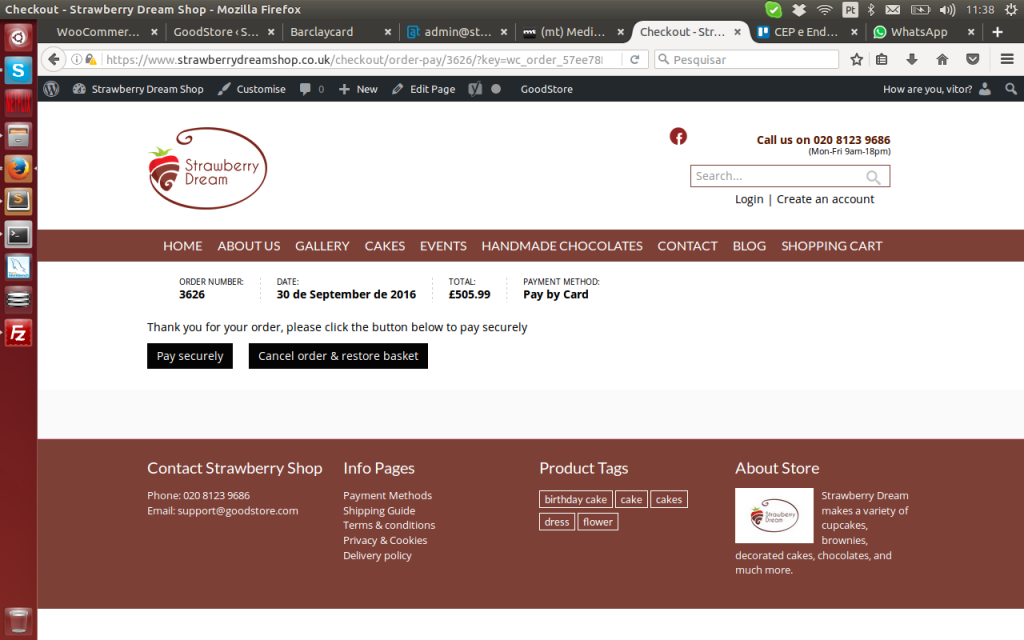 Checkout - Strawberry Dream Shop - Mozilla Firefox
Pt
11:38
WooCommer... GoodStore ‹ S... Barclaycard admin@st... (mt) Medi... Checkout - Str... CEP e End... WhatsApp
https://www.strawberrydreamshop.co.uk/checkout/order-pay/3626/?key=wc_order_57ee78
Pesquisar
Strawberry Dream Shop Customise 0 New Edit Page GoodStore How are you, vitor?
Strawberry
Dream
Call us on 020 8123 9686
(Mon-Fri 9am-18pm)
Search...
Login | Create an account
HOME ABOUT US GALLERY CAKES EVENTS HANDMADE CHOCOLATES CONTACT BLOG SHOPPING CART
ORDER NUMBER: DATE: TOTAL: PAYMENT METHOD:
3626 30 de September de 2016 £505.99 Pay by Card
Thank you for your order, please click the button below to pay securely
Pay securely Cancel order & restore basket
Contact Strawberry Shop
Phone: 020 8123 9686
Email: support@goodstore.com
Info Pages
Payment Methods
Shipping Guide
Terms & conditions
Privacy & Cookies
Delivery policy
Product Tags
birthday cake cake cakes
dress flower
About Store
Strawberry
Dream
Strawberry Dream
makes a variety of
cupcakes,
brownies,
decorated cakes, chocolates, and
much more.